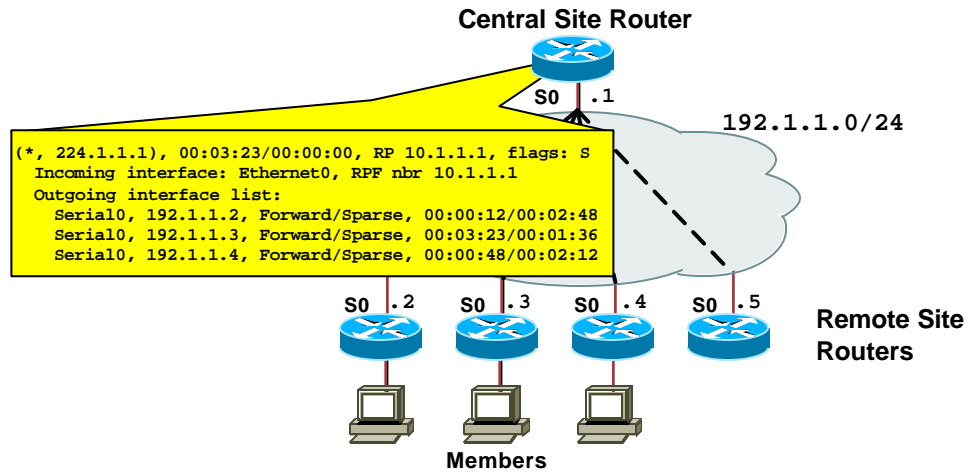 Central Site Router
S0 .1
192.1.1.0/24
(*, 224.1.1.1), 00:03:23/00:00:00, RP 10.1.1.1, flags: S
Incoming interface: Ethernet0, RPF nbr 10.1.1.1
Outgoing interface list:
Serial0, 192.1.1.2, Forward/Sparse, 00:00:12/00:02:48
Serial0, 192.1.1.3, Forward/Sparse, 00:03:23/00:01:36
Serial0, 192.1.1.4, Forward/Sparse, 00:00:48/00:02:12
S0 .2 S0 .3 S0 .4 S0 .5
Remote Site
Routers
Members